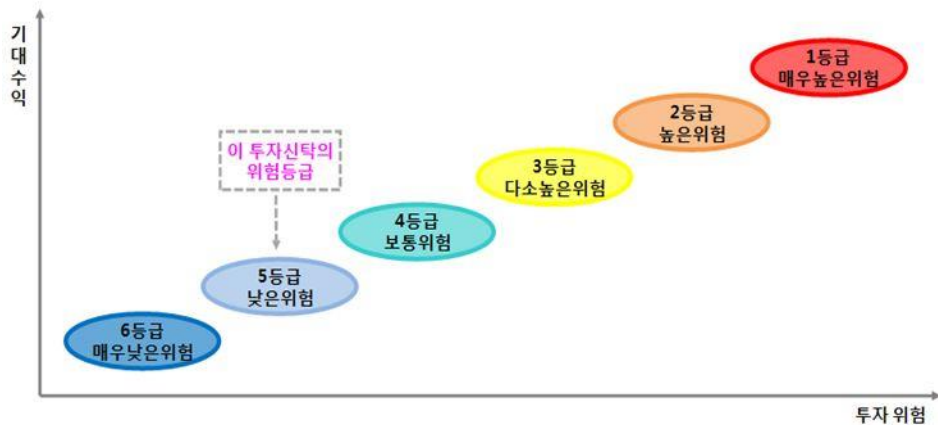 기대수익
1등급
매우높은위험
2등급
높은위험
이 투자신탁의
위험등급
3등급
다소높은위험
4등급
보통위험
5등급
낮은위험
6등급
매우낮은위험
투자 위험